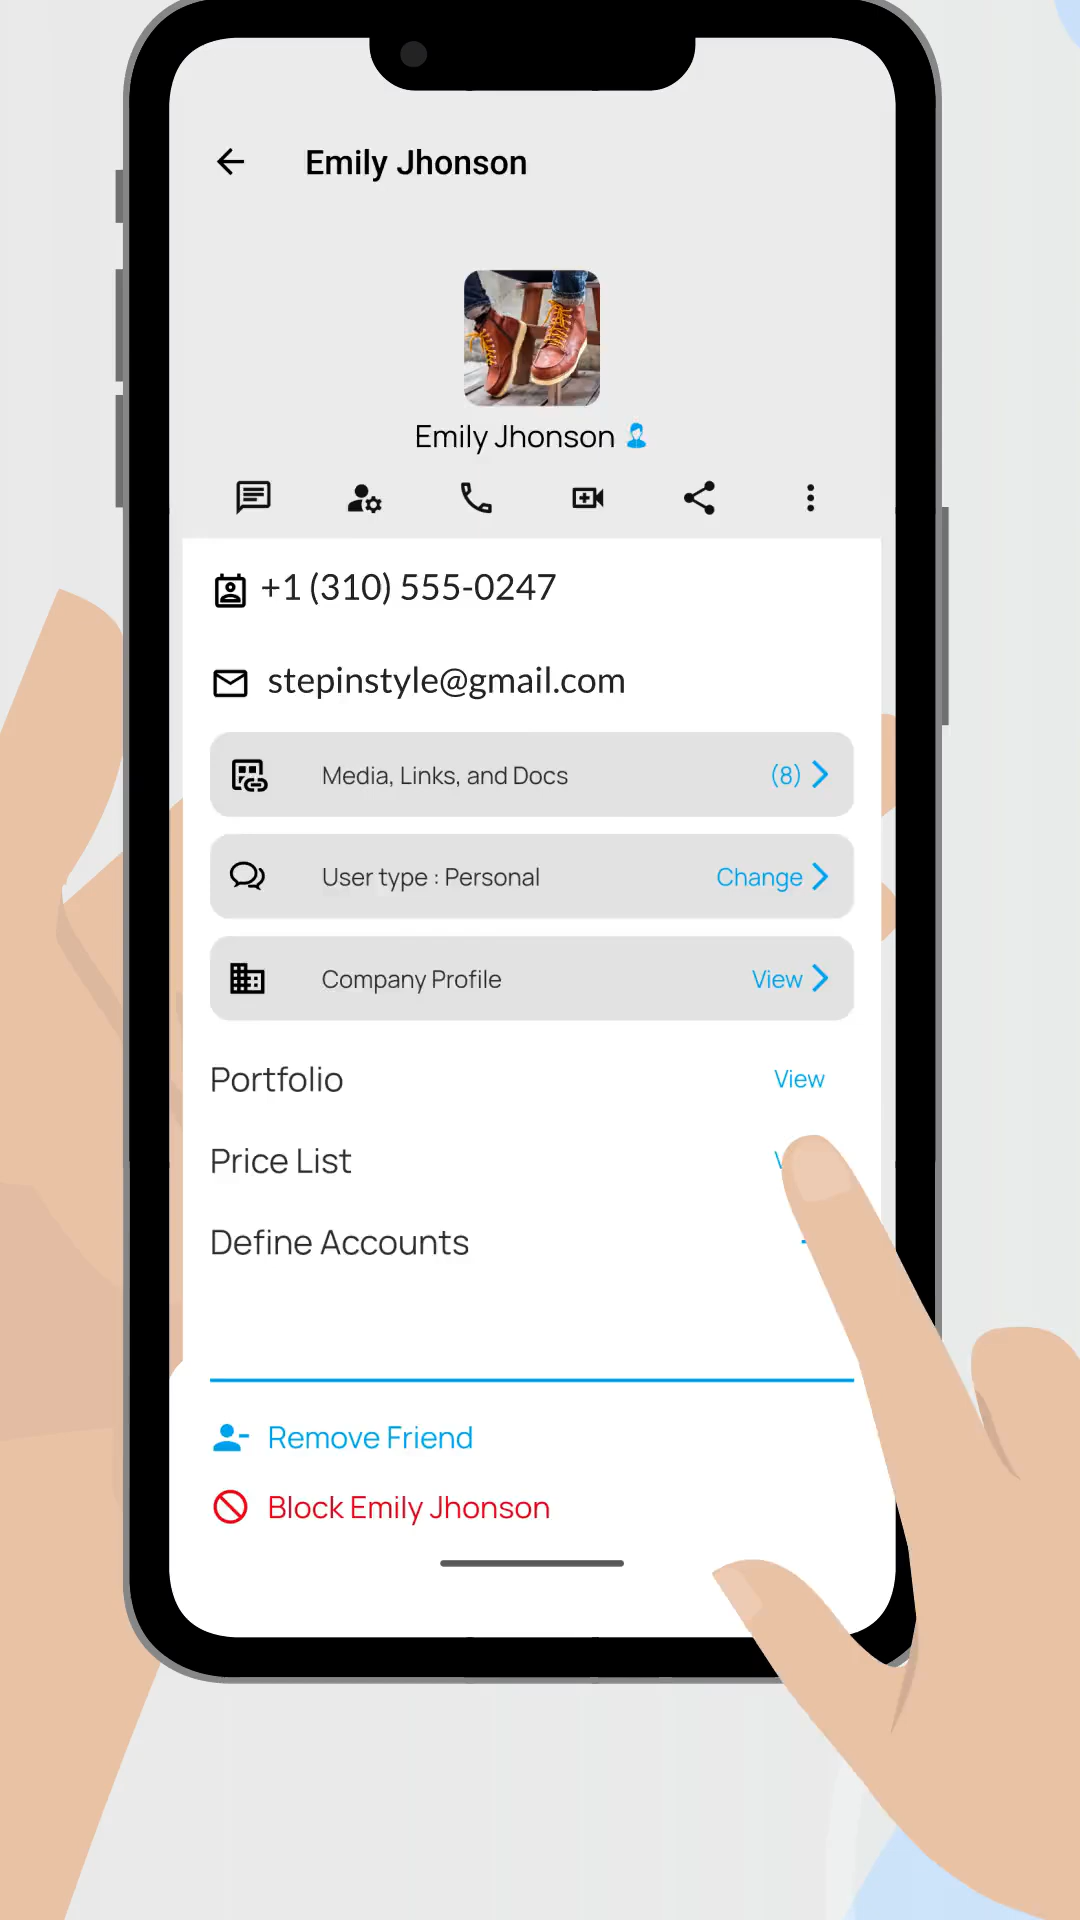 Emily Jhonson
Emily Jhonson
+1 (310) 555-0247
stepinstyle@gmail.com
Media, Links, and Docs (8)
User type : Personal Change
Company Profile View
Portfolio View
Price List
Define Accounts
Remove Friend
Block Emily Jhonson